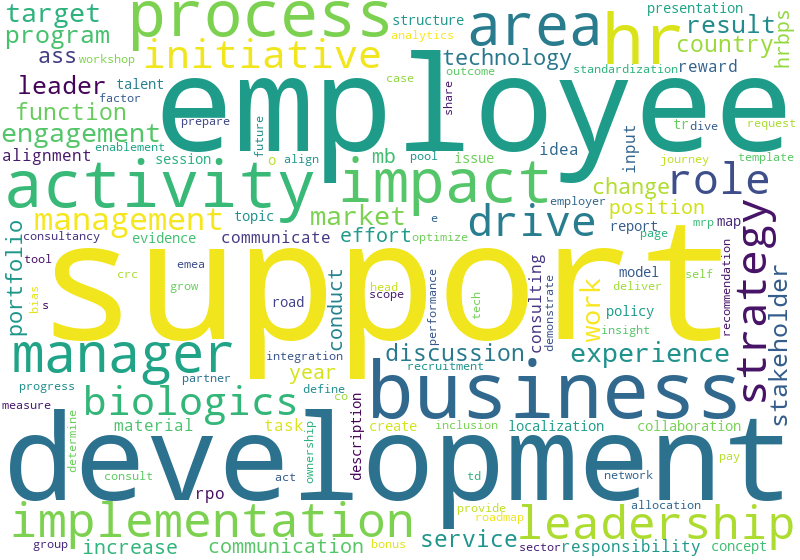 target
process
structure
analytics
area
hr
presentation
result
program
initiative
country
hrbps
ass
workshop
technology
outcome
standardization
reward
leader
talent
employee
case
share
function
factor
engagement
prepare
future
tr
dive
request
enablement
alignment
session
o
align
mb
pool
issue
idea
input
journey
template
activity
impact
change
role
management
topic
market
drive
employer
position
strategy
e
report
map
mrp
page
portfolio
consultancy
evidence
communicate
effort
optimize
tool
crc
emea
support
head
self
model
deliver
recommendation
stakeholder
bias
s
grow
road
conduct
scope
performance
tech
consulting
demonstrate
work
policy
insight
manager
integration
discussion
experience
progress
partner
year
define
recruitment
business
measure
biologics
co
description
determine
material
task
create
inclusion
localization
collaboration
development
consult
act
ownership
td
network
pay
rpo
allocation
implementation
provide
roadmap
leadership
group
increase
communication
bonus
service
sector
responsibility
concept